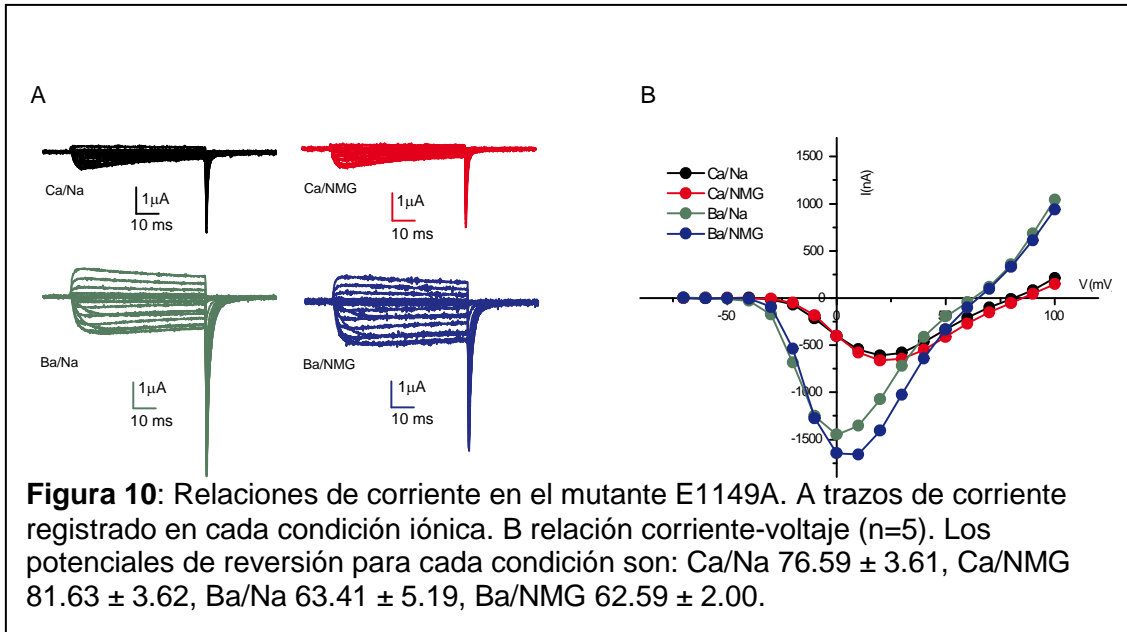 A
Ca/Na
1μA
10 ms
Ca/NMG
1μA
10 ms
Ba/Na
1μA
10 ms
Ba/NMG
1μA
10 ms
B
Ca/Na
Ca/NMG
Ba/Na
Ba/NMG
I(nA)
1500
1000
500
0
-500
-1000
-1500
-50
0
50
100
V (mV
Figura 10: Relaciones de corriente en el mutante E1149A. A trazos de corriente
registrado en cada condición iónica. B relación corriente-voltaje (n=5). Los
potenciales de reversión para cada condición son: Ca/Na 76.59 ± 3.61, Ca/NMG
81.63 ± 3.62, Ba/Na 63.41 ± 5.19, Ba/NMG 62.59 ± 2.00.